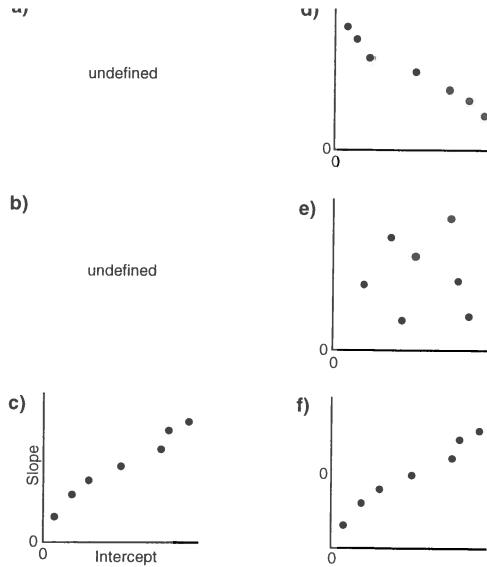 a)
undefined
b)
undefined
c)
Slope
0
0
Intercept
d)
0
0
e)
0
0
f)
0
0